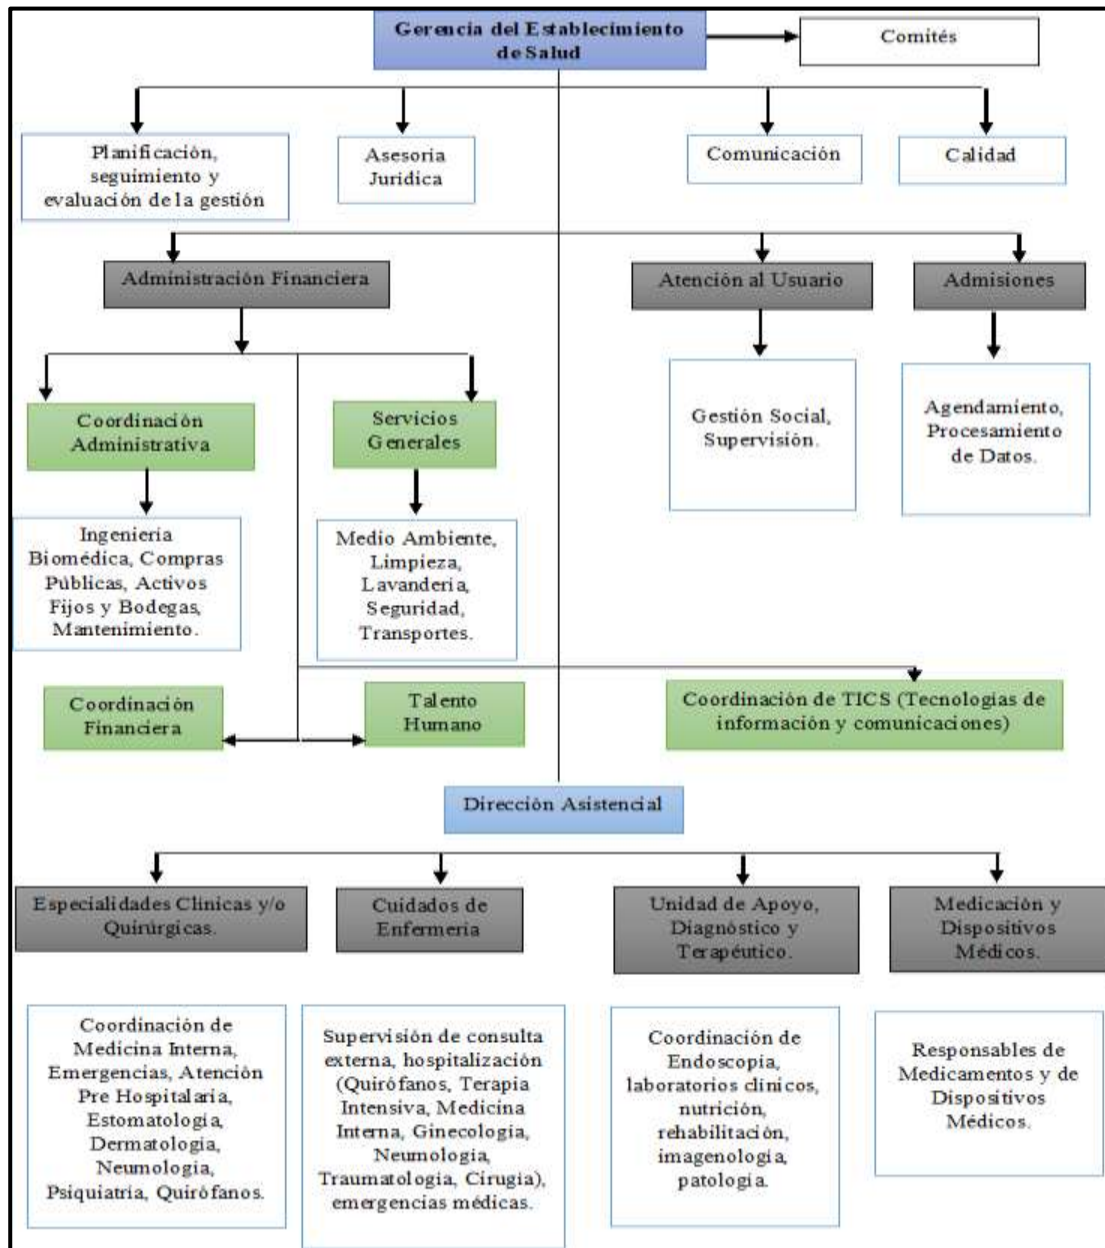 Gerencia del Establecimiento
de Salud
Comités
Planificación,
seguimiento y
evaluación de la gestión
Asesoría
Jurídica
Comunicación
Calidad
Administración Financiera
Atención al Usuario
Admisiones
Coordinación
Administrativa
Servicios
Generales
Gestión Social,
Supervisión.
Agendamiento,
Procesamiento
de Datos.
Ingeniería
Biomédica, Compras
Públicas, Activos
Fijos y Bodegas,
Mantenimiento.
Medio Ambiente,
Limpieza,
Lavandería,
Seguridad,
Transportes.
Coordinación
Financiera
Talento
Humano
Coordinación de TICS (Tecnologías de
información y comunicaciones)
Dirección Asistencial
Especialidades Clínicas y/o
Quirúrgicas.
Cuidados de
Enfermería
Unidad de Apoyo,
Diagnóstico y
Terapéutico.
Medicación y
Dispositivos
Médicos.
Coordinación de
Medicina Interna,
Emergencias, Atención
Pre Hospitalaria,
Estomatología,
Dermatología,
Neumología,
Psiquiatría, Quirófanos.
Supervisión de consulta
externa, hospitalización
(Quirófanos, Terapia
Intensiva, Medicina
Interna, Ginecología,
Neumología,
Traumatología, Cirugía),
emergencias médicas.
Coordinación de
Endoscopía,
laboratorios clínicos,
nutrición,
rehabilitación,
imagenología,
patología.
Responsables de
Medicamentos y de
Dispositivos
Médicos.